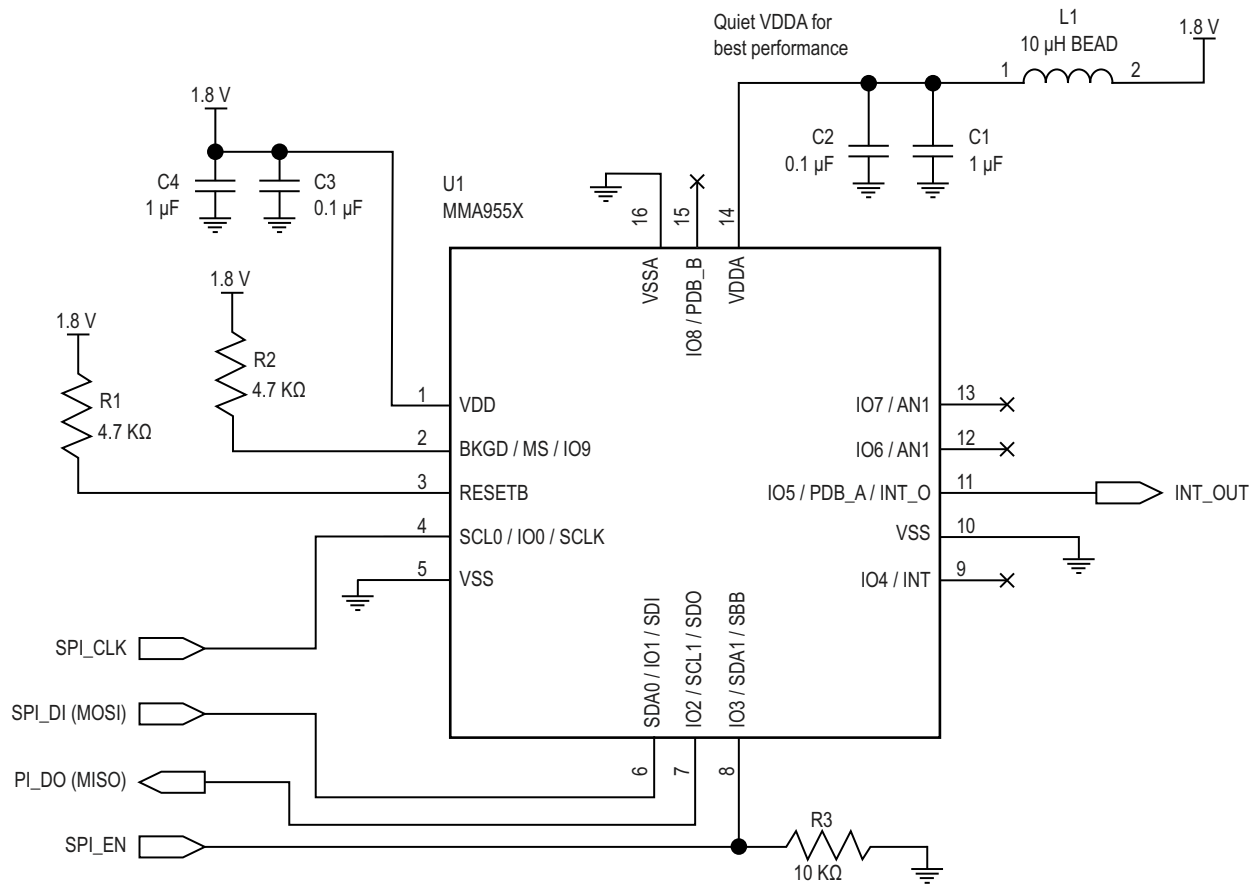 Quiet VDDA for
best performance
L1
10 µH BEAD
1.8 V
1
2
1.8 V
C2
0.1 µF
C1
1 µF
C4
1 µF
C3
0.1 µF
U1
MMA955X
16
15
14
VSSA
IO8 / PDB_B
VDDA
1.8 V
1.8 V
R2
4.7 KΩ
R1
4.7 KΩ
1
VDD
2
BKGD / MS / IO9
3
RESETB
4
SCL0 / IO0 / SCLK
5
VSS
IO7 / AN1
13
IO6 / AN1
12
IO5 / PDB_A / INT_O
11
INT_OUT
VSS
10
IO4 / INT
9
SDA0 / IO1 / SDI
IO2 / SCL1 / SDO
IO3 / SDA1 / SBB
6
7
8
SPI_CLK
SPI_DI (MOSI)
PI_DO (MISO)
SPI_EN
R3
10 KΩ